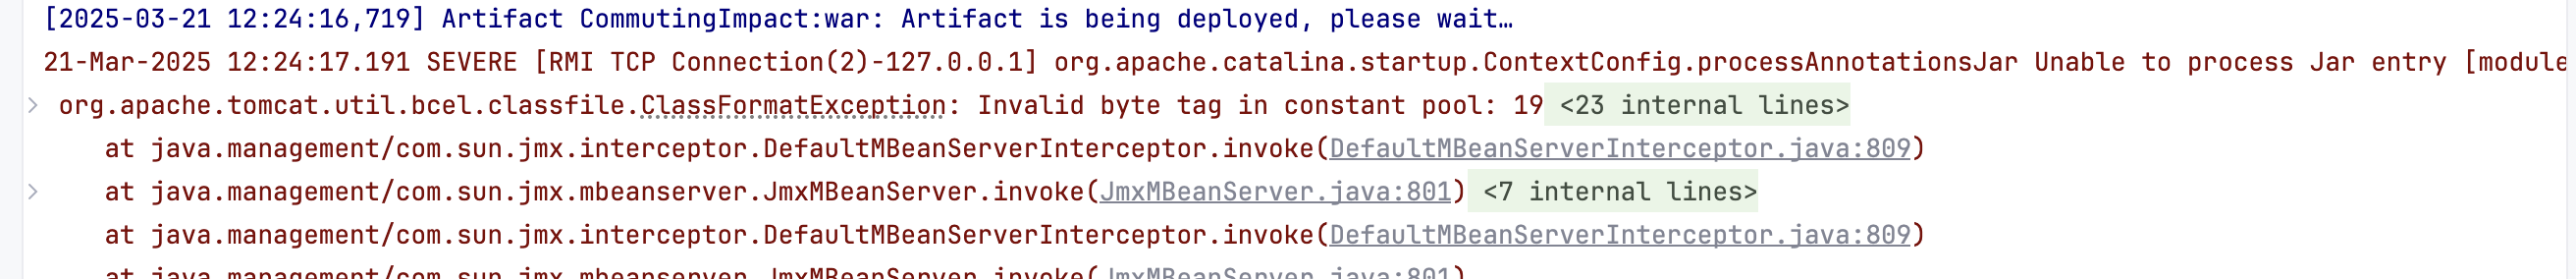 [2025-03-21 12:24:16,719] Artifact CommutingImpact:war: Artifact is being deployed, please wait…
21-Mar-2025 12:24:17.191 SEVERE [RMI TCP Connection(2)-127.0.0.1] org.apache.catalina.startup.ContextConfig.processAnnotationsJar Unable to process Jar entry [module
org.apache.tomcat.util.bcel.classfile.ClassFormatException: Invalid byte tag in constant pool: 19 <23 internal lines>
at java.management/com.sun.jmx.interceptor.DefaultMBeanServerInterceptor.invoke(DefaultMBeanServerInterceptor.java:809)
at java.management/com.sun.jmx.mbeanserver.JmxMBeanServer.invoke(JmxMBeanServer.java:801) <7 internal lines>
at java.management/com.sun.jmx.interceptor.DefaultMBeanServerInterceptor.invoke(DefaultMBeanServerInterceptor.java:809)
at java.management/com.sun.jmx.mbeanserver.JmxMBeanServer.invoke(JmxMBeanServer.java:801)